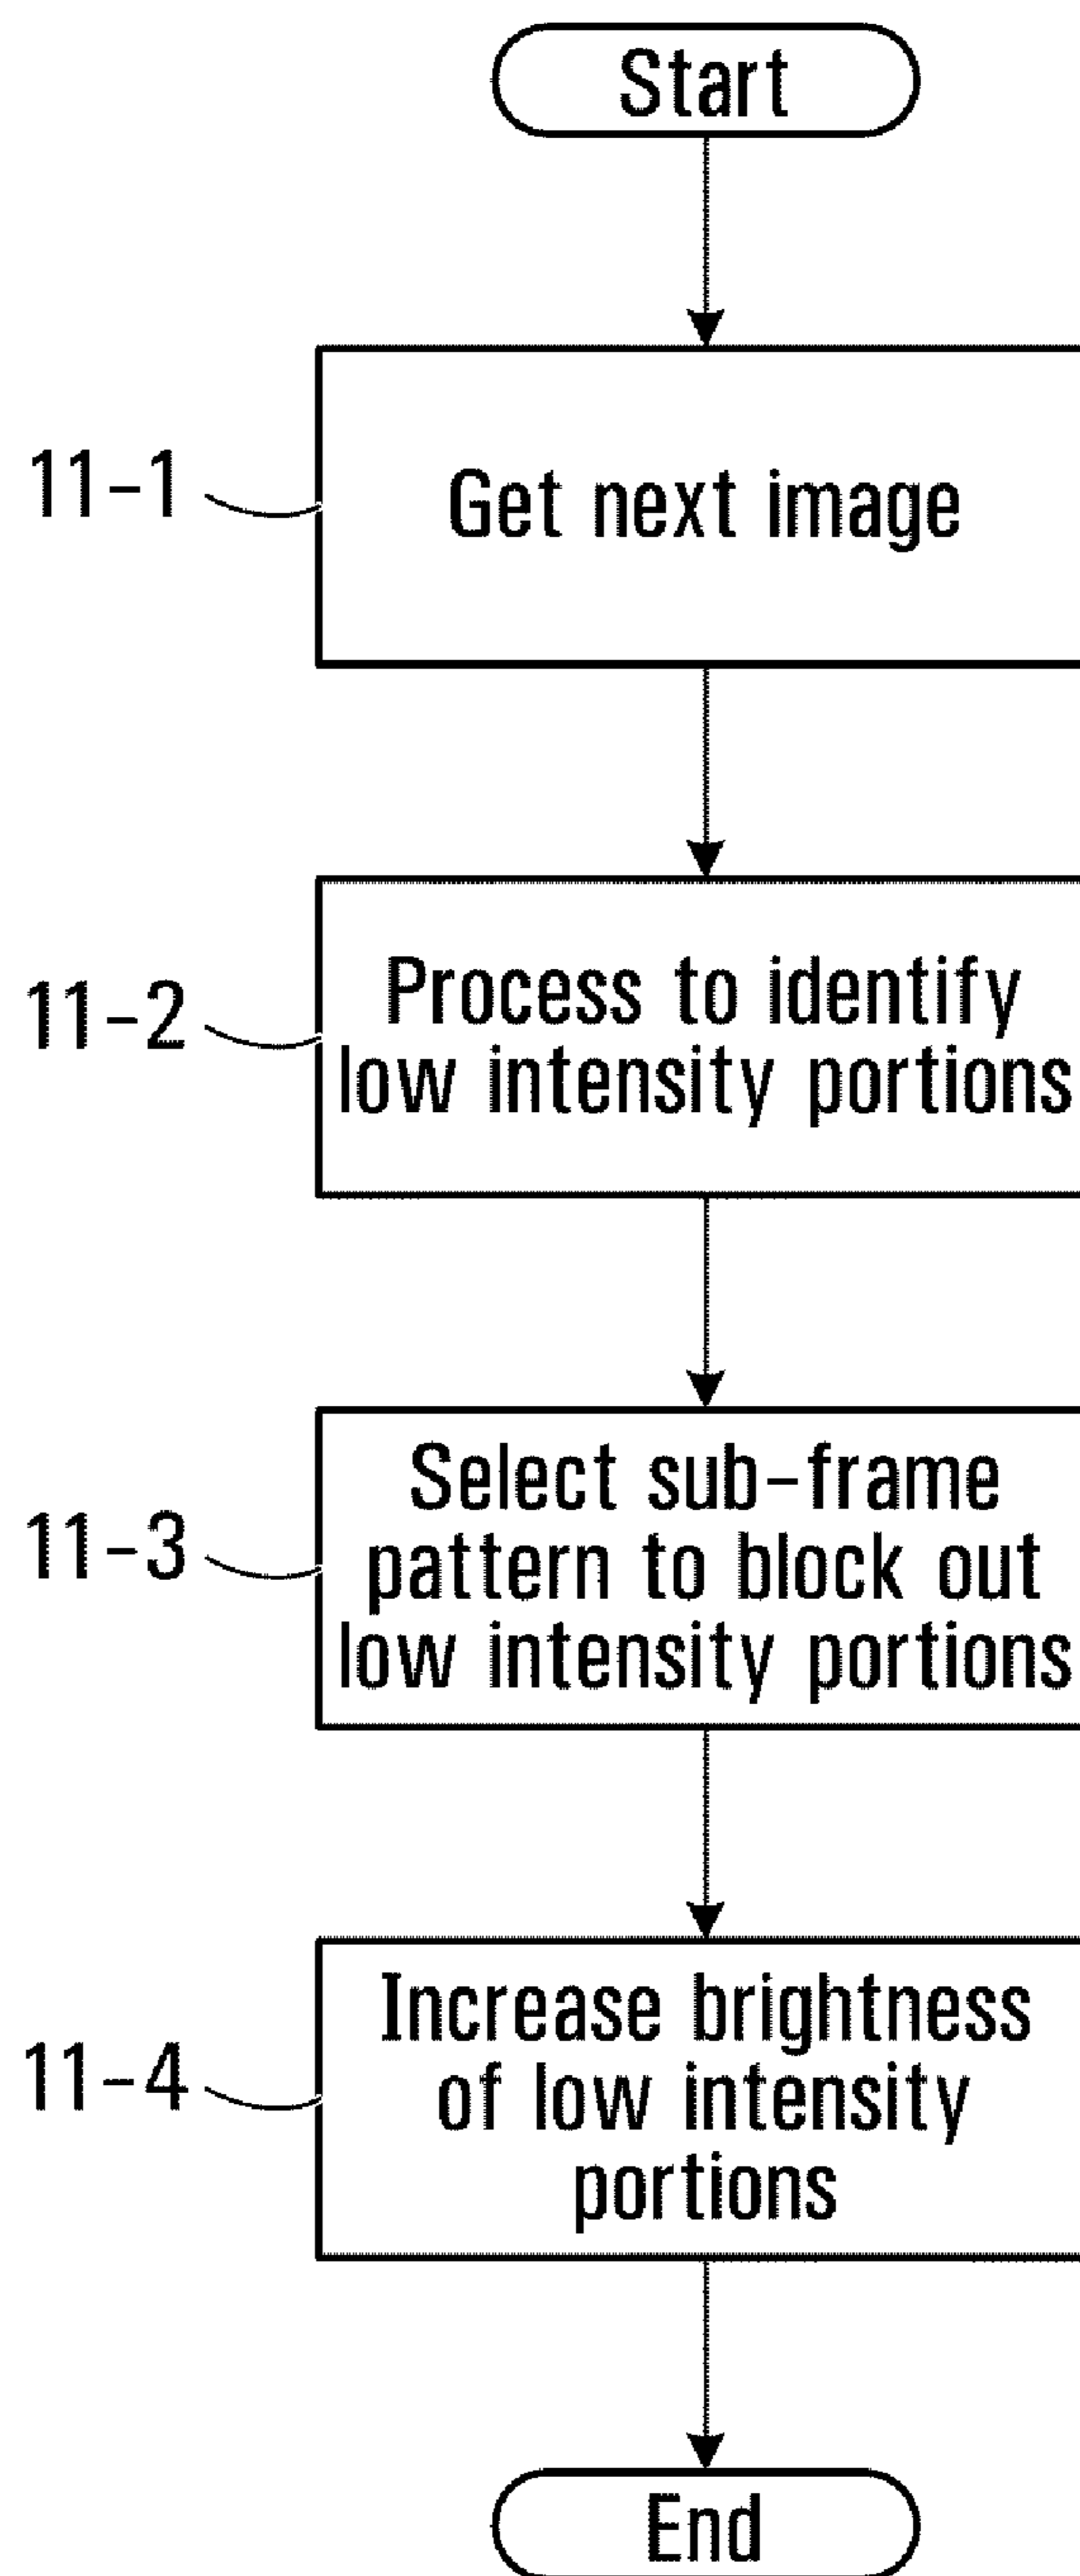 Start
11-1
Get next image
11-2
Process to identify
low intensity portions
11-3
Select sub-frame
pattern to block out
low intensity portions
11-4
Increase brightness
of low intensity
portions
End